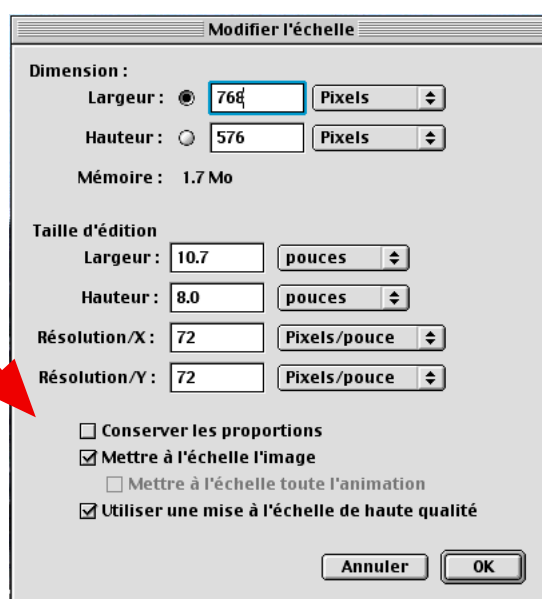 Modifier l'échelle
Dimension :
Largeur : 768 Pixels
Hauteur : 576 Pixels
Mémoire : 1.7 Mo
Taille d'édition
Largeur : 10.7 pouces
Hauteur : 8.0 pouces
Résolution/X : 72 Pixels/pouce
Résolution/Y : 72 Pixels/pouce
Conserver les proportions
Mettre à l'échelle l'image
Mettre à l'échelle toute l'animation
Utiliser une mise à l'échelle de haute qualité
Annuler OK